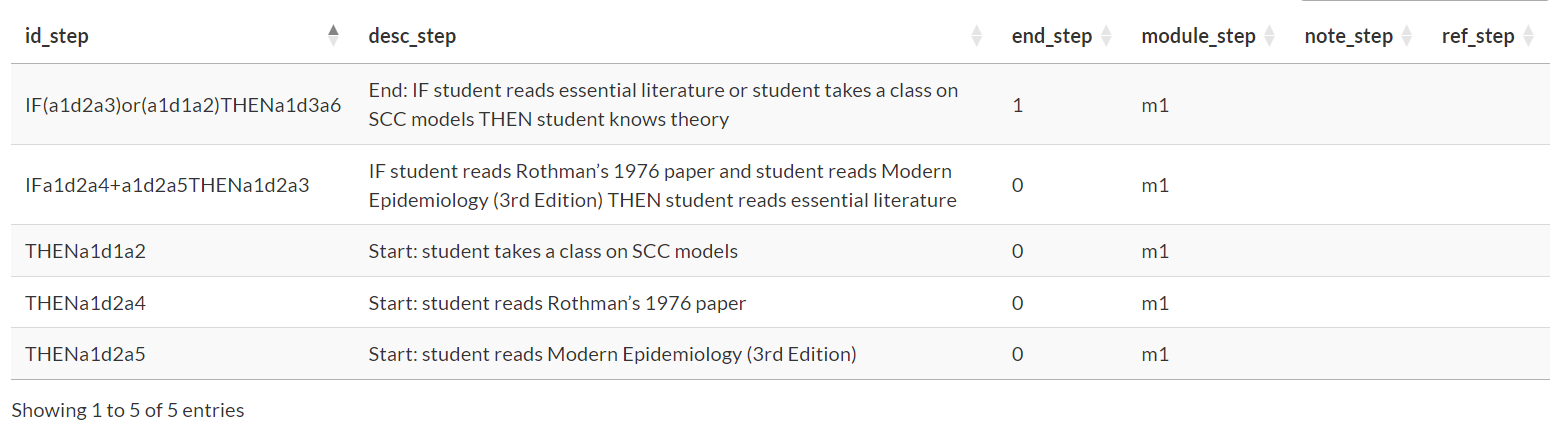 id_step desc_step end_step module_step note_step ref_step
IF(a1d2a3)or(a1d1a2)THENa1d3a6 End: IF student reads essential literature or student takes a class on SCC models THEN student knows theory 1 m1
IFa1d2a4+a1d2a5THENa1d2a3 IF student reads Rothman’s 1976 paper and student reads Modern Epidemiology (3rd Edition) THEN student reads essential literature 0 m1
THENa1d1a2 Start: student takes a class on SCC models 0 m1
THENa1d2a4 Start: student reads Rothman’s 1976 paper 0 m1
THENa1d2a5 Start: student reads Modern Epidemiology (3rd Edition) 0 m1
Showing 1 to 5 of 5 entries